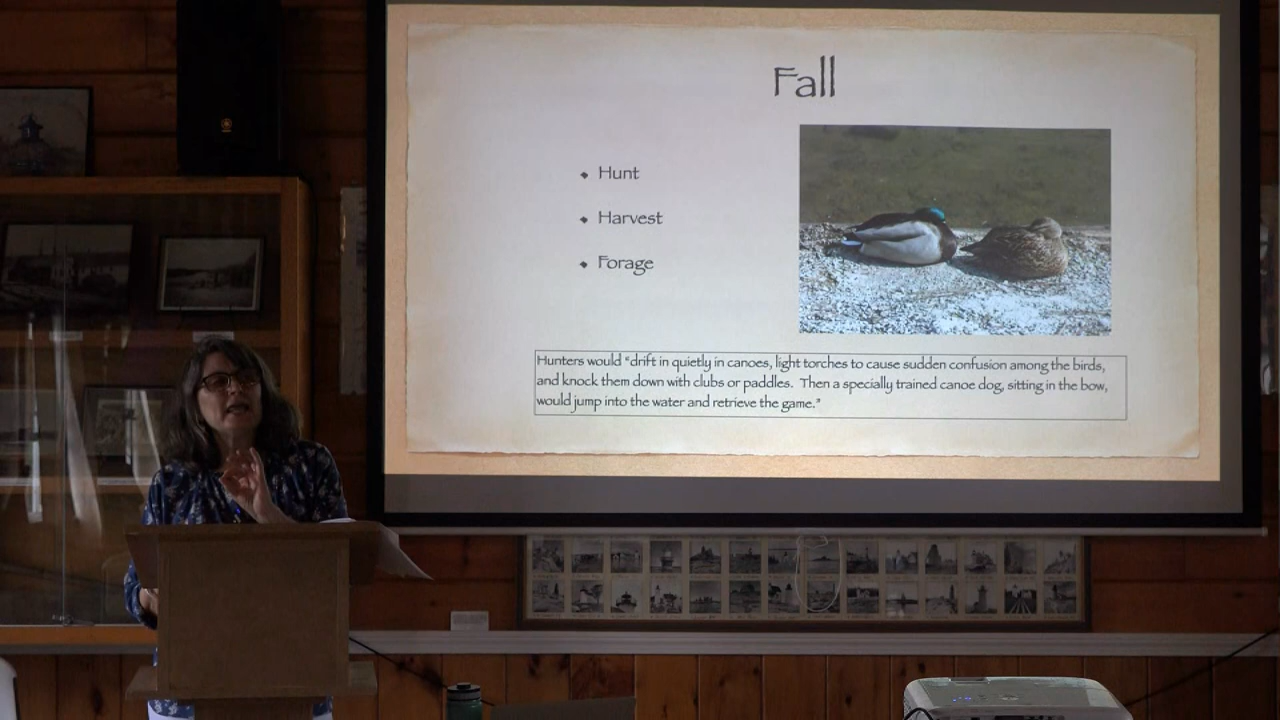 Fall
Hunt
Harvest
Forage
Hunters would "drift in quietly in canoes, light torches to cause sudden confusion among the birds,
and knock them down with clubs or paddles. Then a specially trained canoe dog, sitting in the bow,
would jump into the water and retrieve the game."